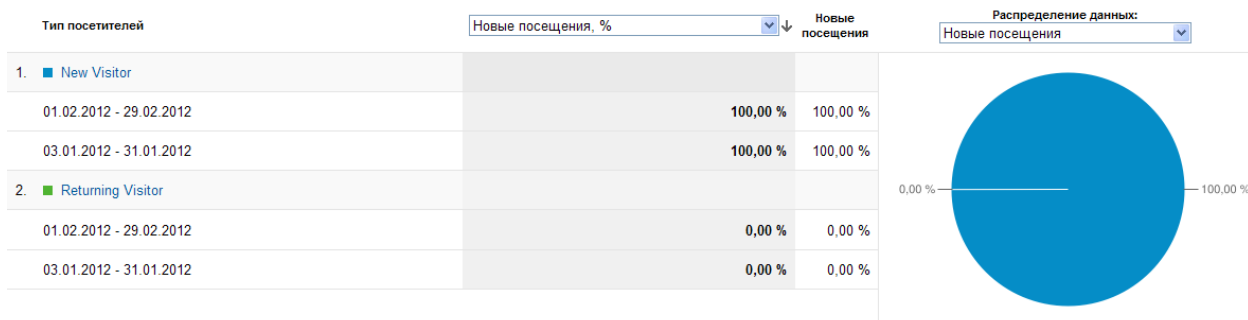 Тип посетителей
Новые посещения, %
Новые посещения
Распределение данных:
Новые посещения
1. New Visitor
01.02.2012 - 29.02.2012 100,00 % 100,00 %
03.01.2012 - 31.01.2012 100,00 % 100,00 %
2. Returning Visitor
01.02.2012 - 29.02.2012 0,00 % 0,00 %
03.01.2012 - 31.01.2012 0,00 % 0,00 %
0,00 %
100,00 %